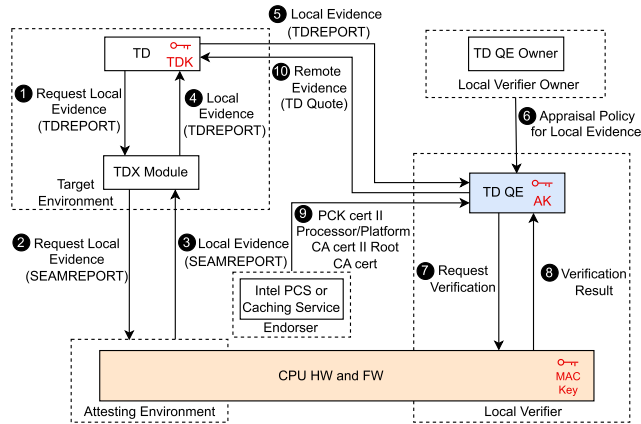 5 Local Evidence
(TDREPORT)
TD
TDK
10 Remote
Evidence
(TD Quote)
TD QE Owner
Local Verifier Owner
1 Request Local
Evidence
(TDREPORT)
4 Local
Evidence
(TDREPORT)
6 Appraisal Policy
for Local Evidence
TDX Module
Target
Environment
TD QE
AK
9 PCK cert II
Processor/Platform
CA cert II Root
CA cert
2 Request Local
Evidence
(SEAMREPORT)
3 Local Evidence
(SEAMREPORT)
7 Request
Verification
8 Verification
Result
Intel PCS or
Caching Service
Endorser
CPU HW and FW
MAC
Key
Attesting Environment
Local Verifier